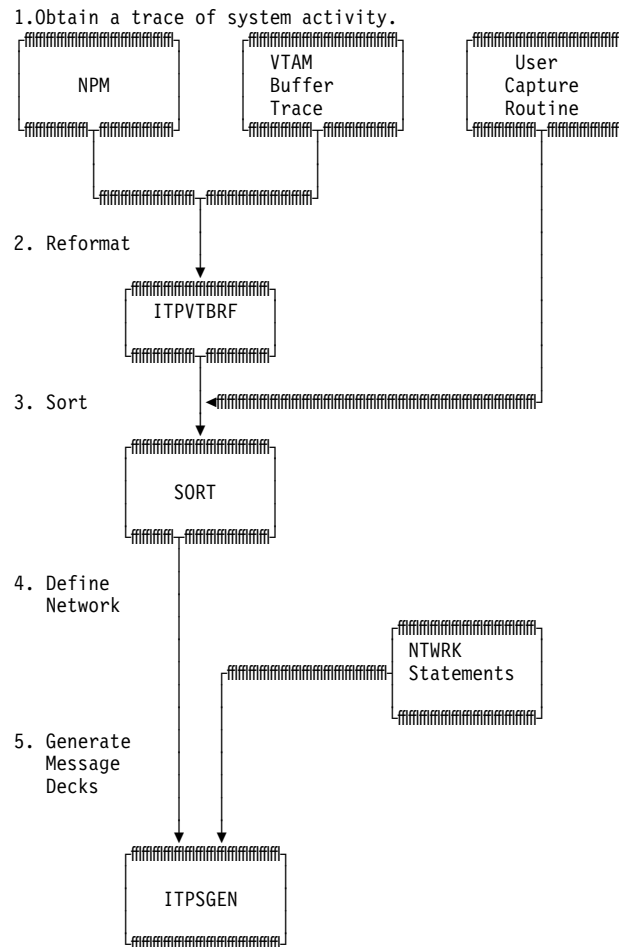 1.Obtain a trace of system activity.
NPM
VTAM
Buffer
Trace
User
Capture
Routine
2. Reformat
ITPVTBRF
3. Sort
SORT
4. Define
Network
NTWRK
Statements
5. Generate
Message
Decks
ITPSGEN